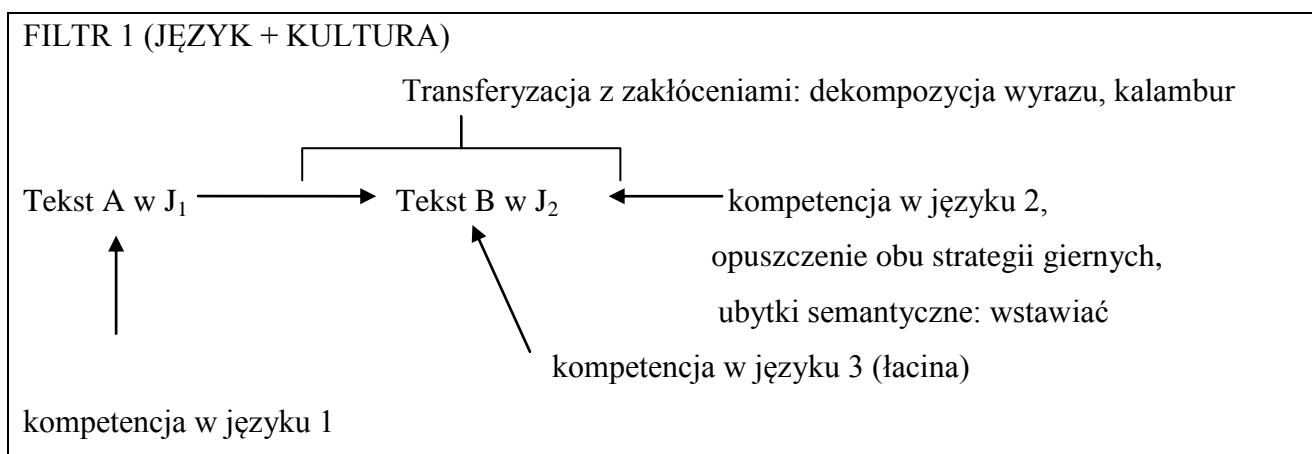 FILTR 1 (JĘZYK + KULTURA)
Transferyzacja z zakłóceniami: dekompozycja wyrazu, kalambur
Tekst A w J₁ Tekst B w J₂ kompetencja w języku 2,
opuszczenie obu strategii giernych,
ubytki semantyczne: wstawiać
kompetencja w języku 3 (łacina)
kompetencja w języku 1